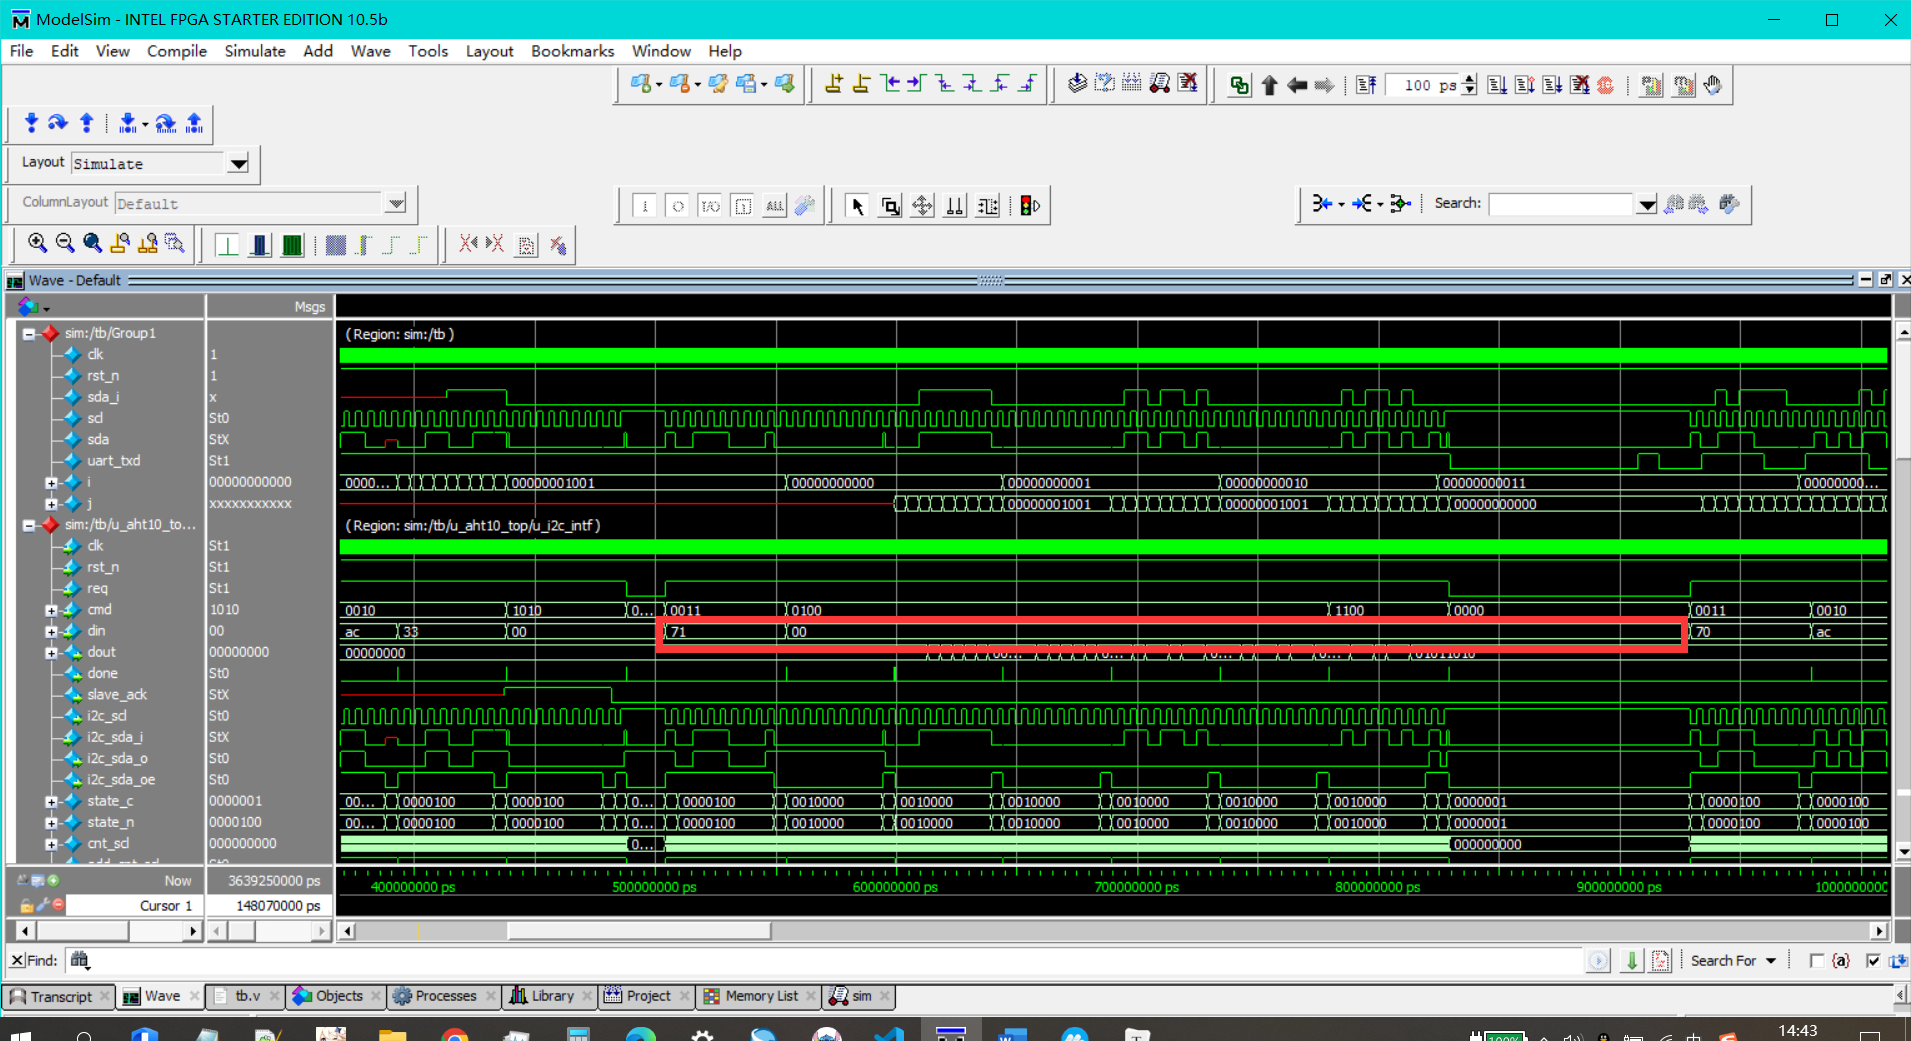 ModelSim - INTEL FPGA STARTER EDITION 10.5b
File Edit View Compile Simulate Add Wave Tools Layout Bookmarks Window Help
100 ps
Layout Simulate
ColumnLayout Default
Search:
Wave - Default
Msgs
sim:/tb/Group1 (Region: sim:/tb )
clk 1
rst_n 1
sda_i x
scl St0
sda StX
uart_txd St1
i 00000000000 0000... 00000001001 00000000000 00000000001 00000000010 00000000011 00000000...
j xxxxxxxxxxx 00000001001 00000001001 00000000000
sim:/tb/u_aht10_to... (Region: sim:/tb/u_aht10_top/u_i2c_intf )
clk St1
rst_n St1
req St1
cmd 1010 0010 1010 0... 0011 0100 1100 0000 0011 0010
din 00 ac 33 00 71 00 70 ac
dout 00000000 00000000 01011010
done St0
slave_ack StX
i2c_scl St0
i2c_sda_i StX
i2c_sda_o St0
i2c_sda_oe St0
state_c 0000001 00... 0000100 0000100 0... 0000100 0010000 0010000 0010000 0010000 0010000 0010000 0000001 0000100 0000100
state_n 0000100 00... 0000100 0000100 0... 0000100 0010000 0010000 0010000 0010000 0010000 0010000 0000001 0000100 0000100
cnt_scl 000000000 0... 000000000
Now 3639250000 ps 400000000 ps 500000000 ps 600000000 ps 700000000 ps 800000000 ps 900000000 ps 1000000000
Cursor 1 148070000 ps
Find: Search For {a}
Transcript Wave tb.v Objects Processes Library Project Memory List sim
100%
14:43